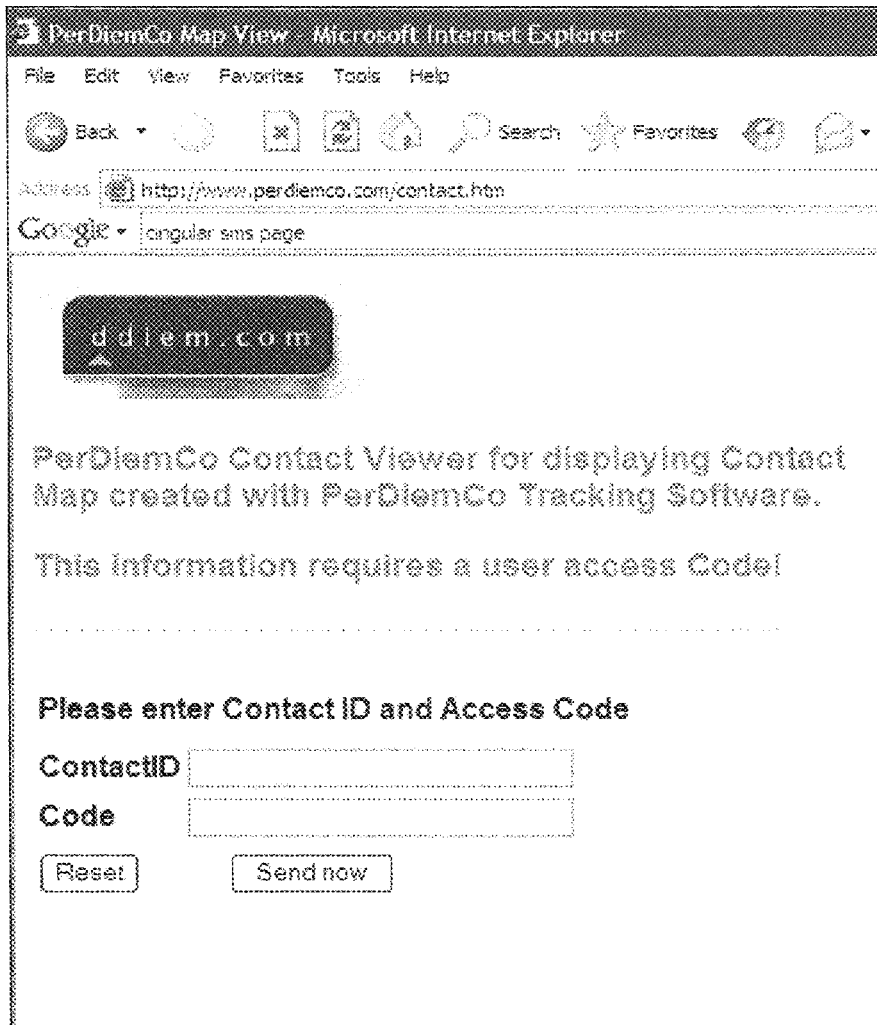 PerDiemCo Map View - Microsoft Internet Explorer
File Edit View Favorites Tools Help
Back Search Favorites
Address http://www.perdiemco.com/contact.htm
Google cingular sms page
ddiem.com
PerDiemCo Contact Viewer for displaying Contact
Map created with PerDiemCo Tracking Software.
This information requires a user access Code!
Please enter Contact ID and Access Code
ContactID
Code
Reset Send now